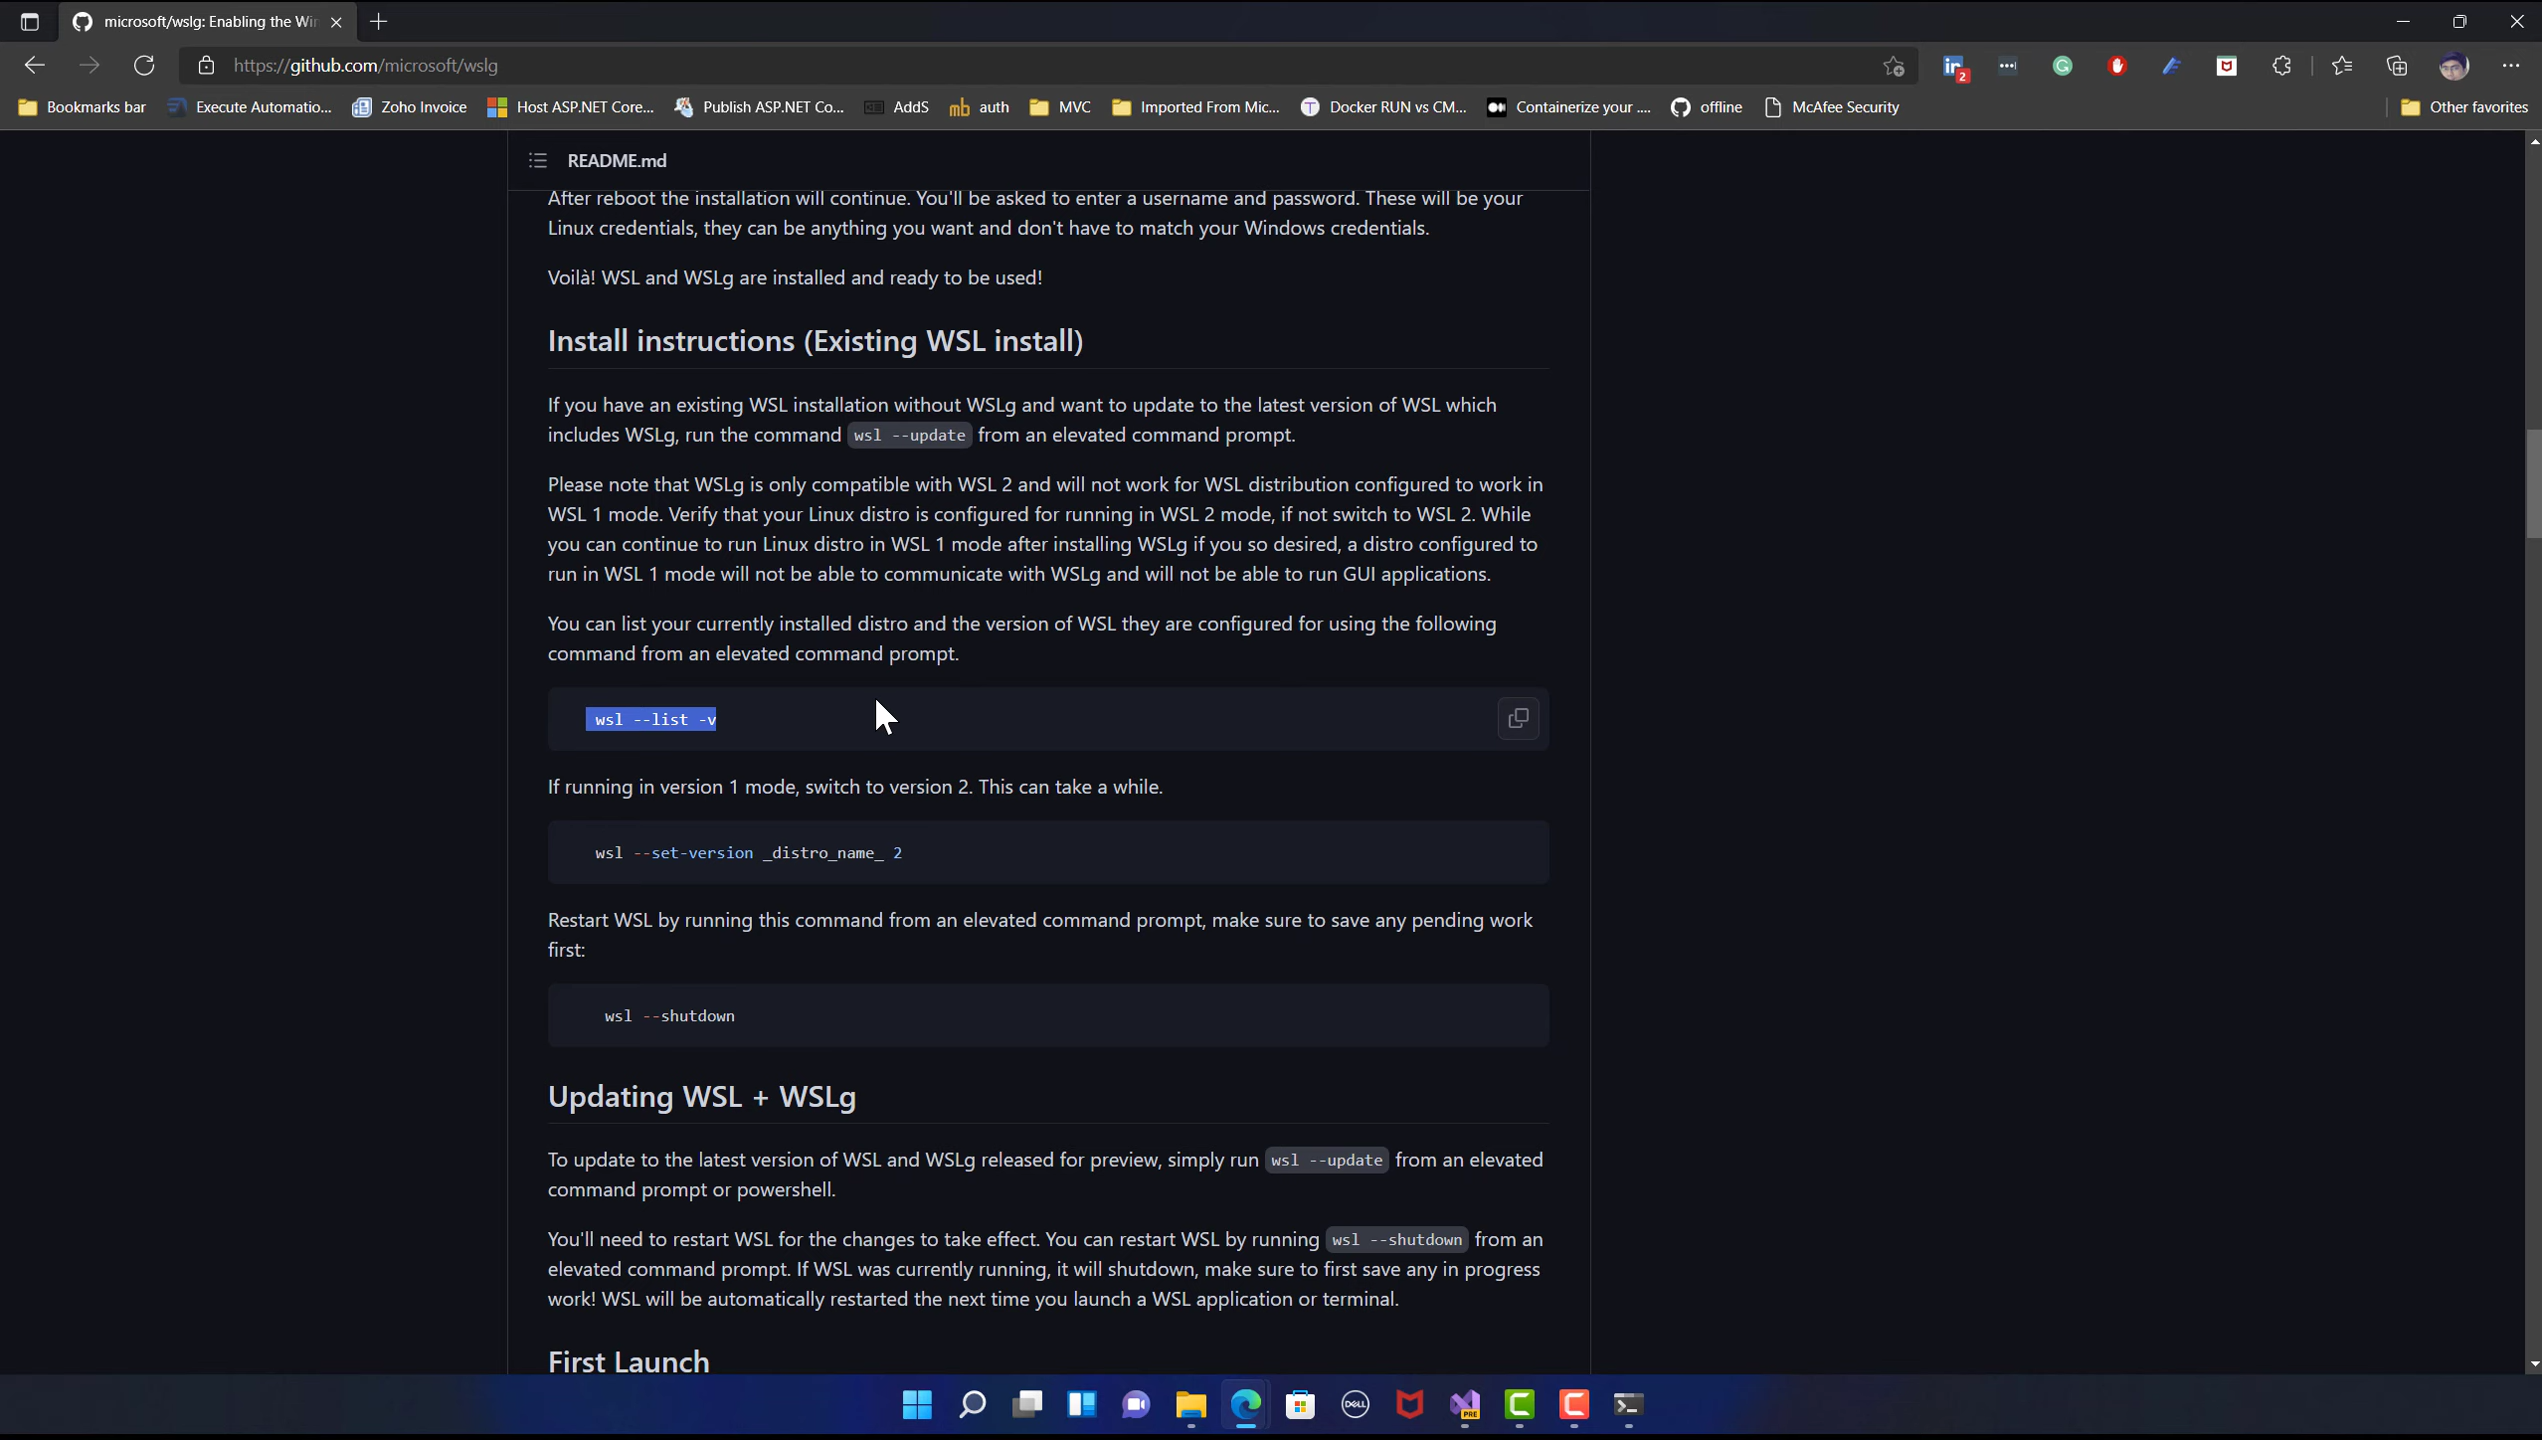 microsoft/wslg: Enabling the Wi
https://github.com/microsoft/wslg
2
Bookmarks bar
Execute Automatio...
Zoho Invoice
Host ASP.NET Core...
Publish ASP.NET Co...
AddS
auth
MVC
Imported From Mic...
Docker RUN vs CM...
Containerize your ....
offline
McAfee Security
Other favorites
README.md
After reboot the installation will continue. You'll be asked to enter a username and password. These will be your
Linux credentials, they can be anything you want and don't have to match your Windows credentials.
Voilà! WSL and WSLg are installed and ready to be used!
Install instructions (Existing WSL install)
If you have an existing WSL installation without WSLg and want to update to the latest version of WSL which
includes WSLg, run the command wsl --update from an elevated command prompt.
Please note that WSLg is only compatible with WSL 2 and will not work for WSL distribution configured to work in
WSL 1 mode. Verify that your Linux distro is configured for running in WSL 2 mode, if not switch to WSL 2. While
you can continue to run Linux distro in WSL 1 mode after installing WSLg if you so desired, a distro configured to
run in WSL 1 mode will not be able to communicate with WSLg and will not be able to run GUI applications.
You can list your currently installed distro and the version of WSL they are configured for using the following
command from an elevated command prompt.
wsl --list -v
If running in version 1 mode, switch to version 2. This can take a while.
wsl --set-version _distro_name_ 2
Restart WSL by running this command from an elevated command prompt, make sure to save any pending work
first:
wsl --shutdown
Updating WSL + WSLg
To update to the latest version of WSL and WSLg released for preview, simply run wsl --update from an elevated
command prompt or powershell.
You'll need to restart WSL for the changes to take effect. You can restart WSL by running wsl --shutdown from an
elevated command prompt. If WSL was currently running, it will shutdown, make sure to first save any in progress
work! WSL will be automatically restarted the next time you launch a WSL application or terminal.
First Launch
DELL
PRE